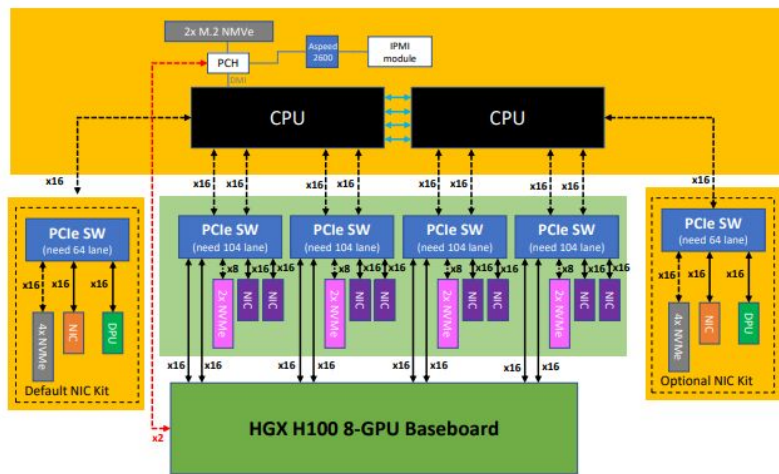 2x M.2 NMVe
PCH
Aspeed
2600
IPMI
module
DMI
CPU
CPU
x16
x16
x16
x16
x16
x16
x16
x16
x16
x16
PCIe SW
(need 64 lane)
x16
x16
x16
4x NVMe
NIC
DPU
Default NIC Kit
PCIe SW
(need 104 lane)
x8
x16
x16
2x NVMe
NIC
NIC
PCIe SW
(need 104 lane)
x8
x16
x16
2x NVMe
NIC
NIC
PCIe SW
(need 104 lane)
x8
x16
x16
2x NVMe
NIC
NIC
PCIe SW
(need 104 lane)
x8
x16
x16
2x NVMe
NIC
NIC
PCIe SW
(need 64 lane)
x16
x16
x16
4x NVMe
NIC
DPU
Optional NIC Kit
x16
x16
x16
x16
x16
x16
x16
x16
x2
HGX H100 8-GPU Baseboard